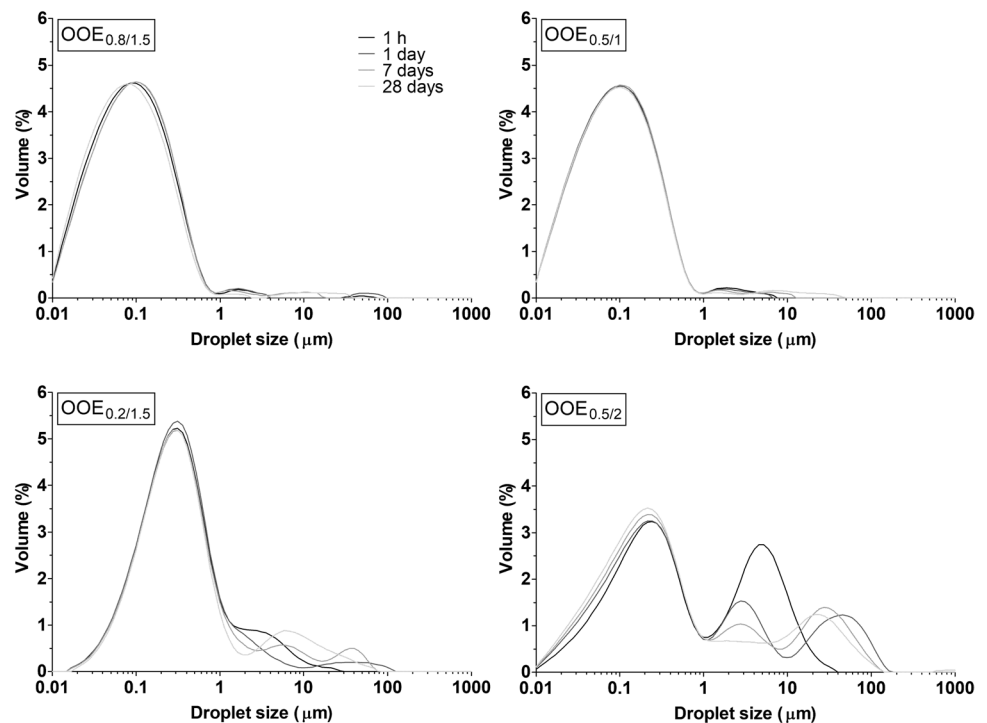 OOE0.8/1.5
1 h
1 day
7 days
28 days
Volume (%)
6
5
4
3
2
1
0
0.01 0.1 1 10 100 1000
Droplet size (μm)
OOE0.5/1
Volume (%)
6
5
4
3
2
1
0
0.01 0.1 1 10 100 1000
Droplet size (μm)
OOE0.2/1.5
Volume (%)
6
5
4
3
2
1
0
0.01 0.1 1 10 100 1000
Droplet size (μm)
OOE0.5/2
Volume (%)
6
5
4
3
2
1
0
0.01 0.1 1 10 100 1000
Droplet size (μm)